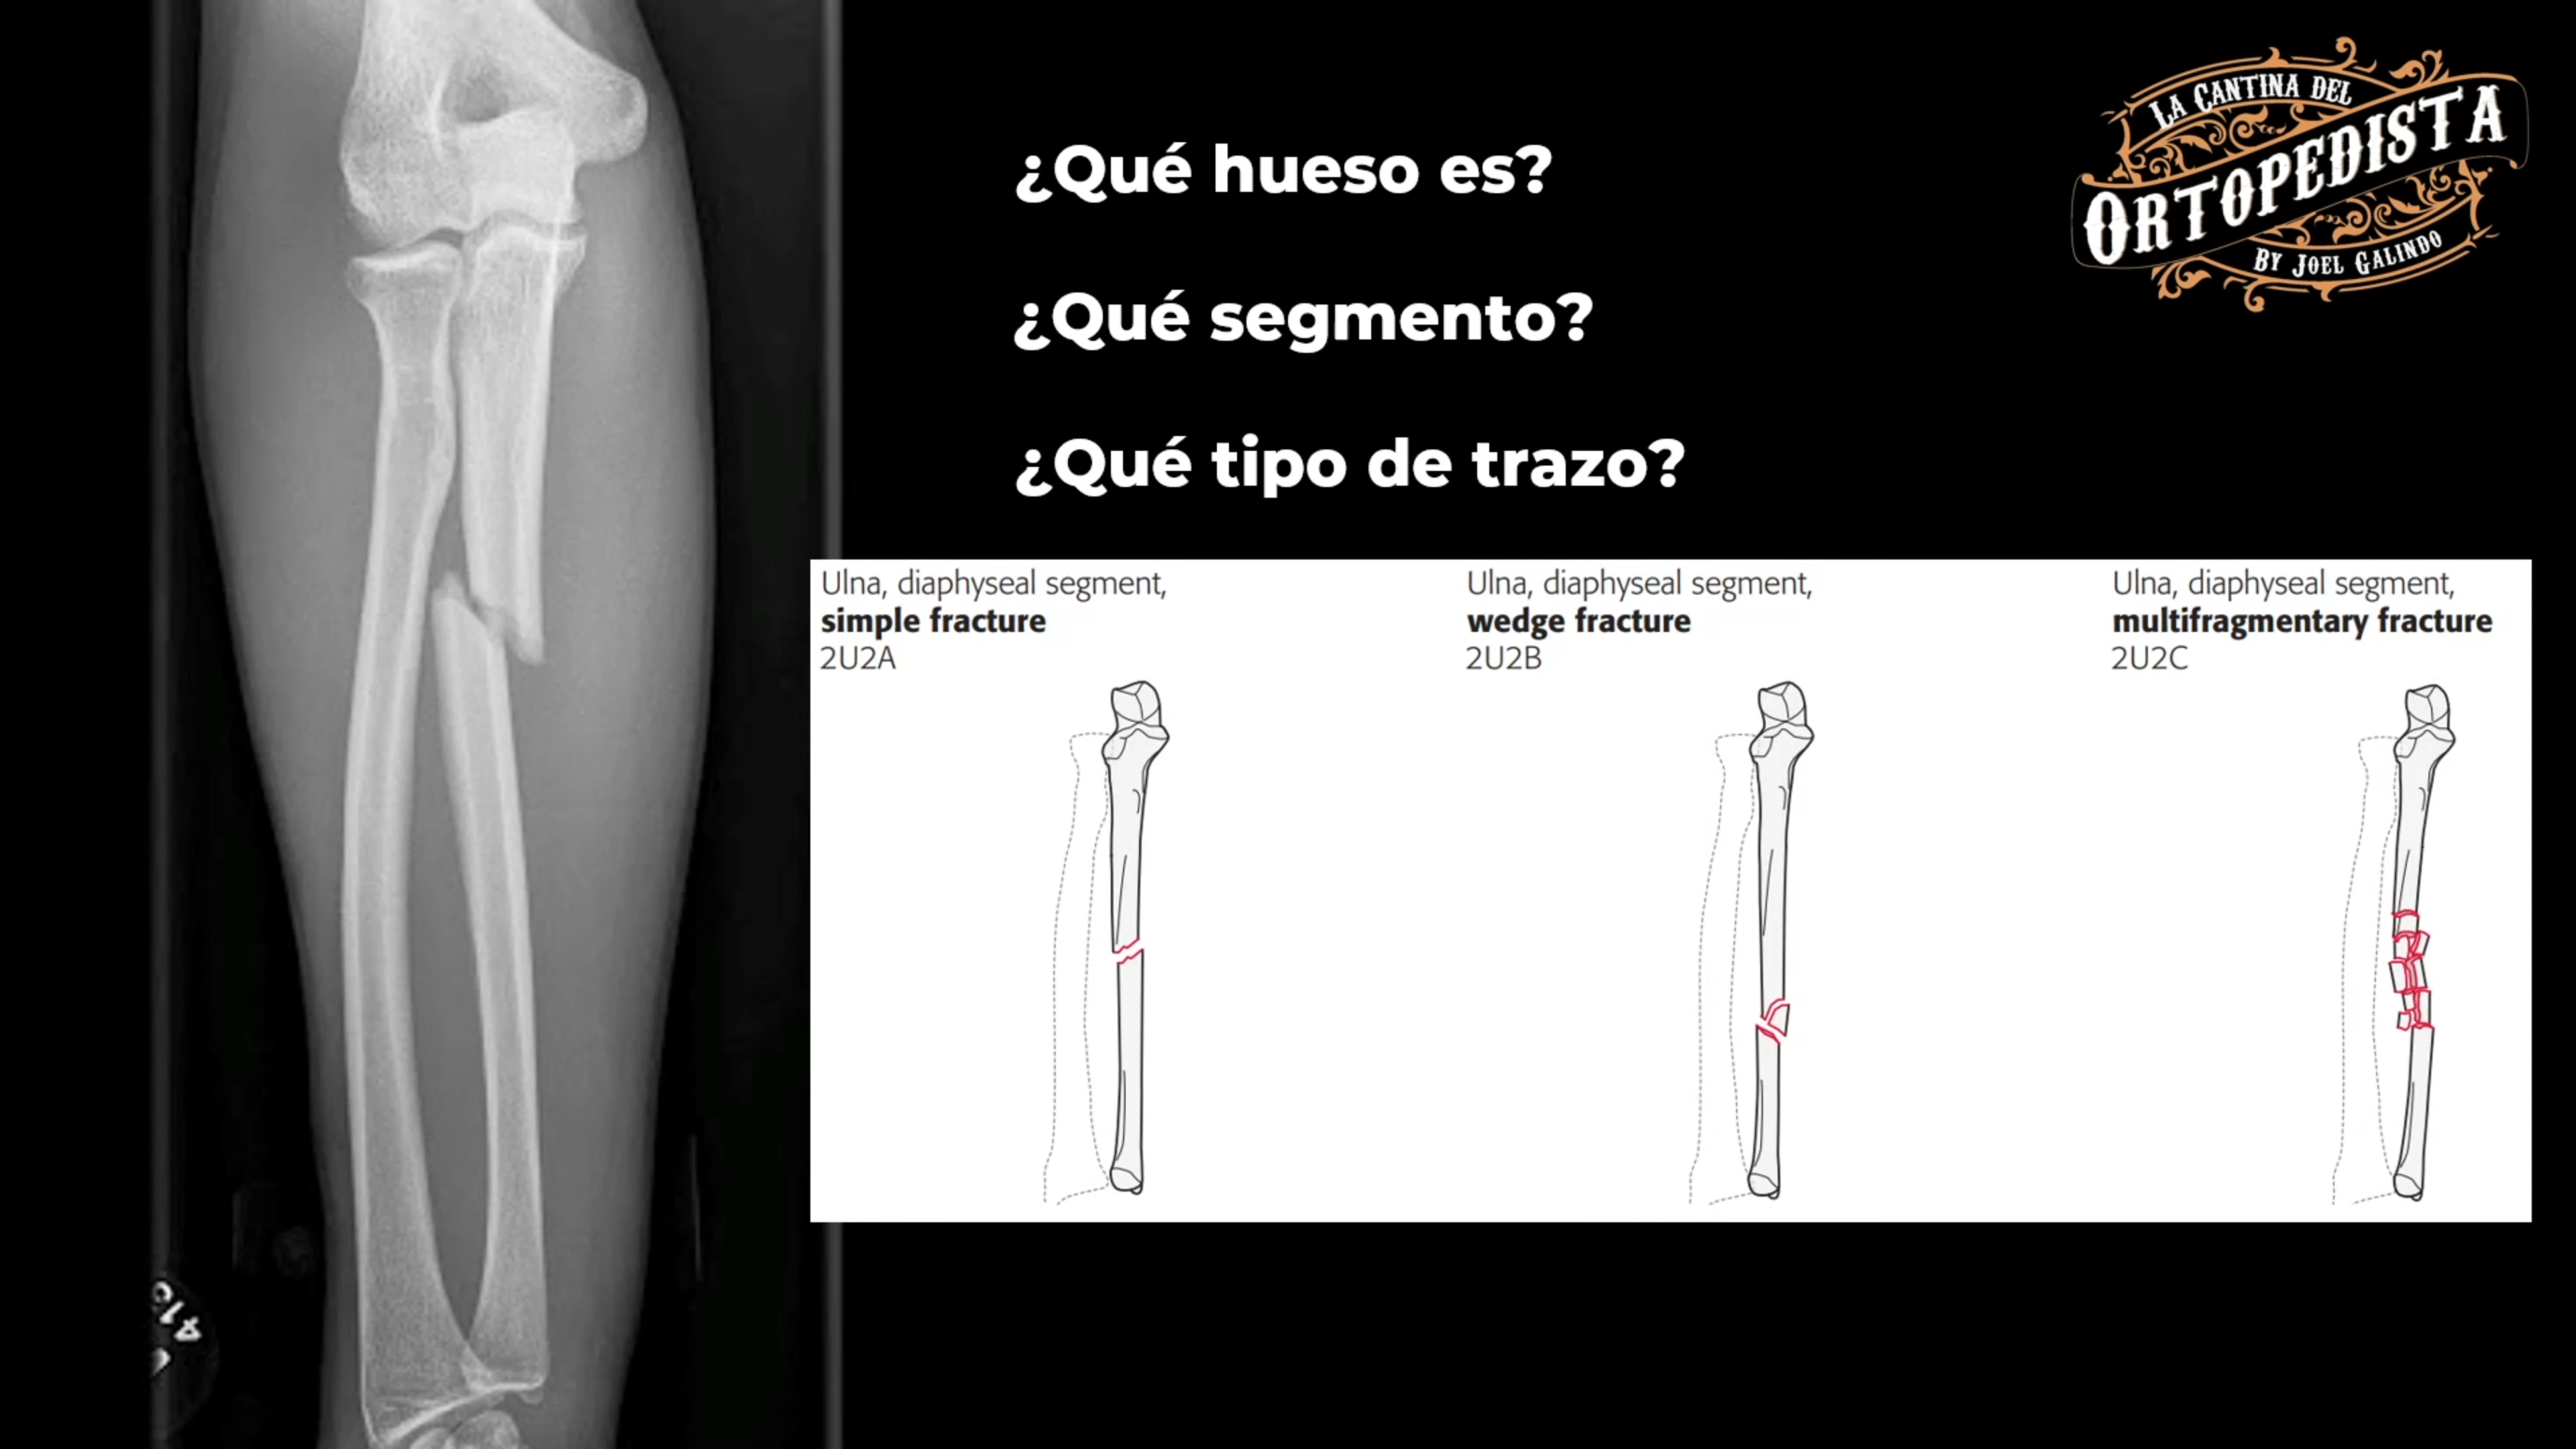 LA CANTINA DEL
ORTOPEDISTA
BY JOEL GALINDO
¿Qué hueso es?
¿Qué segmento?
¿Qué tipo de trazo?
Ulna, diaphyseal segment,
simple fracture
2U2A
Ulna, diaphyseal segment,
wedge fracture
2U2B
Ulna, diaphyseal segment,
multifragmentary fracture
2U2C